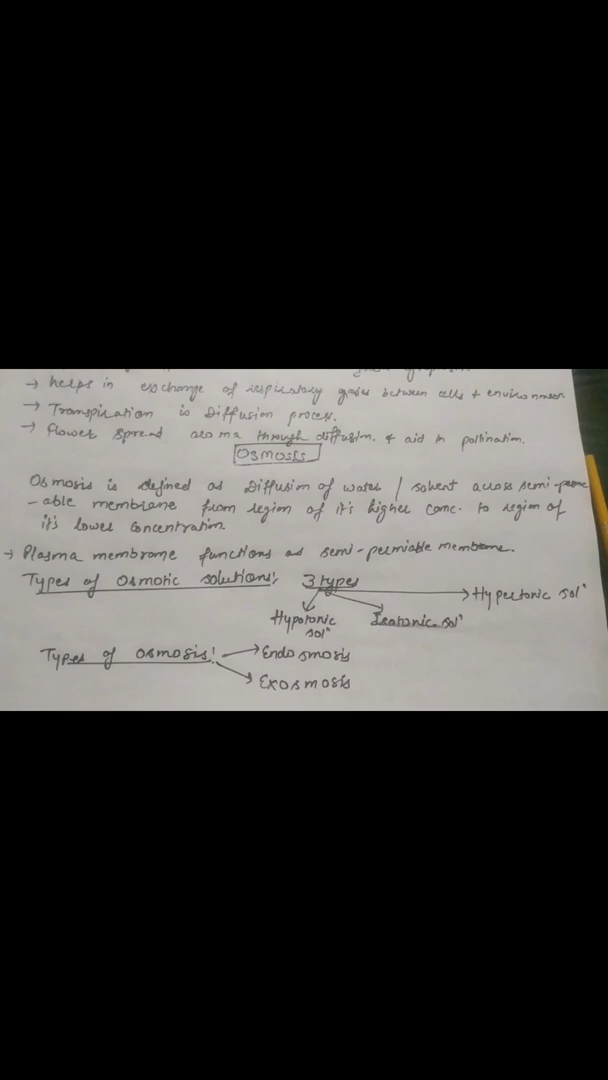 → helps in exchange of respiratory gases between cells + environment
→ Transpiration is Diffusion process.
→ flower spread aroma through diffusion. & aid in pollination.
OSMOSIS
Osmosis is defined as Diffusion of water / solvent across semi-perme
-able membrane from region of it's higher conc. to region of
it's lower concentration.
→ Plasma membrane functions as semi-permiable membrane.
Types of Osmotic solutions: 3 types
Hypotonic solⁿ Isotonic solⁿ Hypertonic solⁿ
Types of Osmosis: Endosmosis
Exosmosis